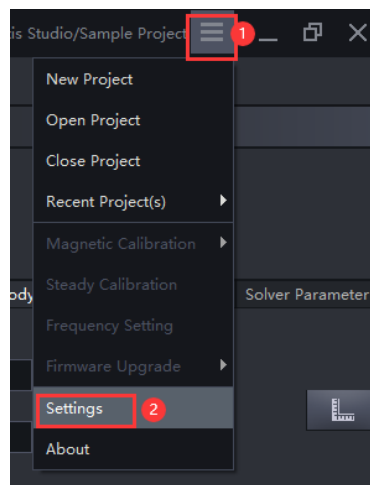 is Studio/Sample Project
1
New Project
Open Project
Close Project
Recent Project(s)
Magnetic Calibration
Steady Calibration
ody
Solver Parameter
Frequency Setting
Firmware Upgrade
Settings
2
About